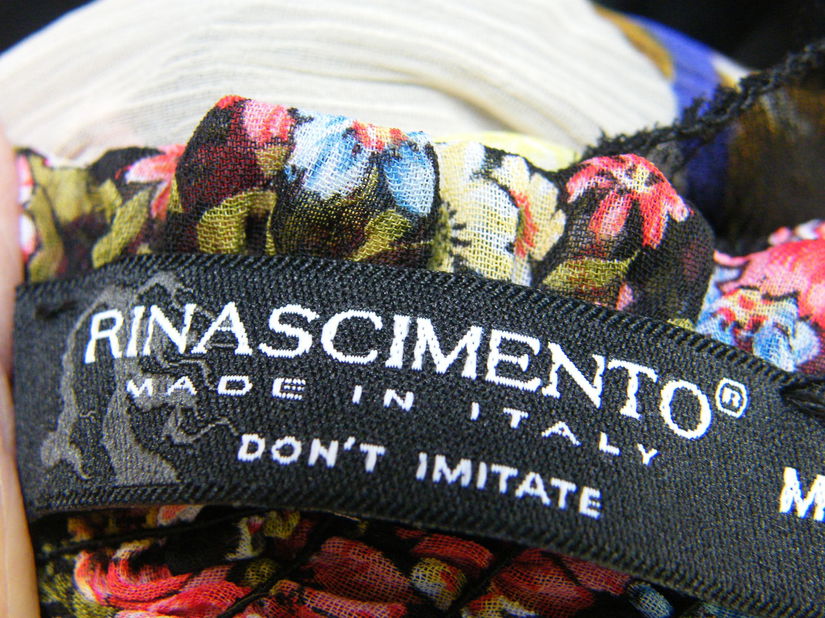 RINASCIMENTO®
MADE IN ITALY
DON'T IMITATE
M